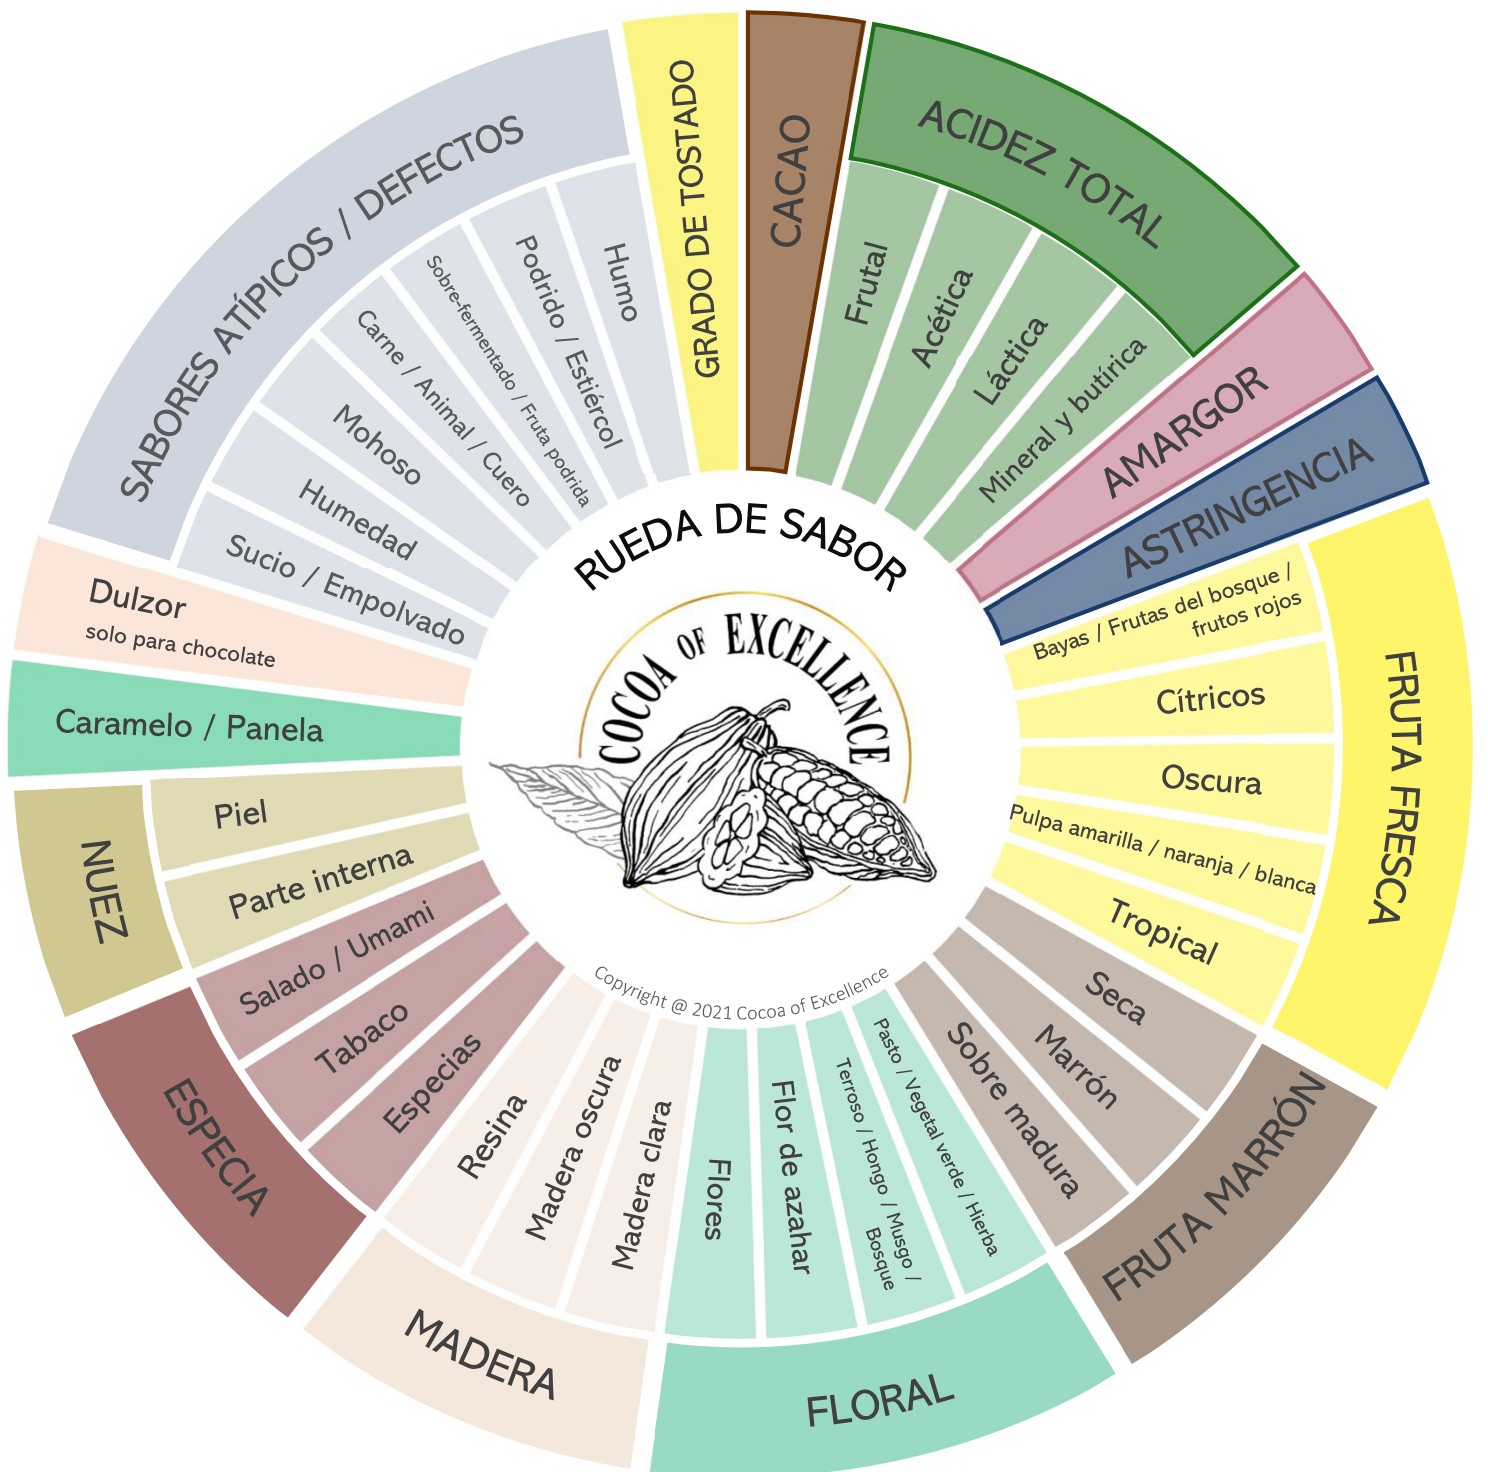 RUEDA DE SABOR
COCOA OF EXCELLENCE
Copyright @ 2021 Cocoa of Excellence
CACAO
ACIDEZ TOTAL
Frutal
Acética
Láctica
Mineral y butírica
AMARGOR
ASTRINGENCIA
FRUTA FRESCA
Bayas / Frutas del bosque /
frutos rojos
Cítricos
Oscura
Pulpa amarilla / naranja / blanca
Tropical
FRUTA MARRÓN
Seca
Marrón
Sobre madura
FLORAL
Pasto / Vegetal verde / Hierba
Terroso / Hongo / Musgo /
Bosque
Flor de azahar
Flores
MADERA
Madera clara
Madera oscura
Resina
ESPECIA
Especias
Tabaco
Salado / Umami
NUEZ
Parte interna
Piel
Caramelo / Panela
Dulzor
solo para chocolate
SABORES ATÍPICOS / DEFECTOS
Sucio / Empolvado
Humedad
Mohoso
Carne / Animal / Cuero
Sobre-fermentado / Fruta podrida
Podrido / Estiércol
Humo
GRADO DE TOSTADO